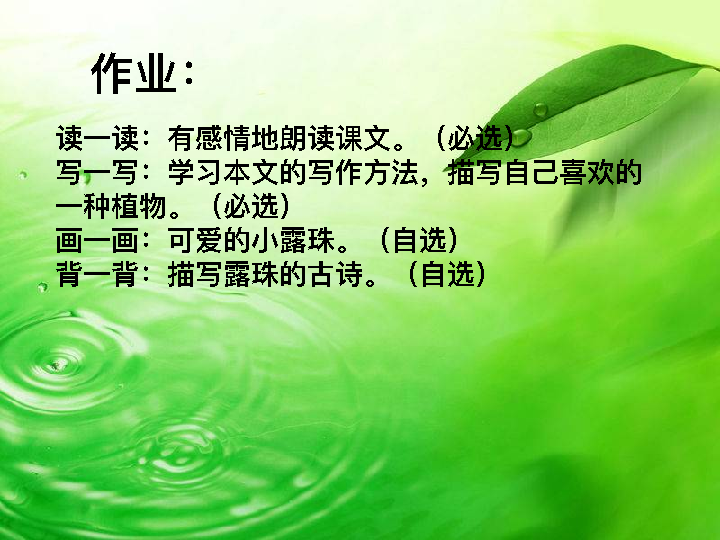 作业：
读一读：有感情地朗读课文。（必选）
写一写：学习本文的写作方法，描写自己喜欢的
一种植物。（必选）
画一画：可爱的小露珠。（自选）
背一背：描写露珠的古诗。（自选）